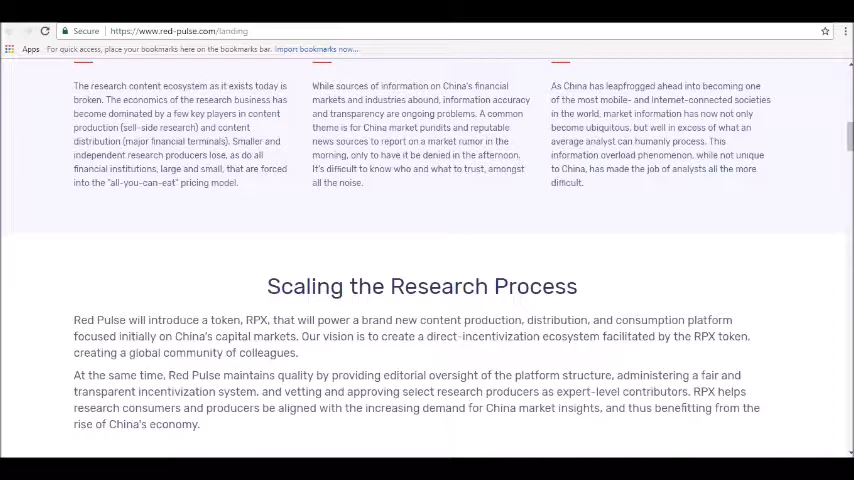 Secure https://www.red-pulse.com/landing
Apps For quick access, place your bookmarks here on the bookmarks bar. Import bookmarks now...
The research content ecosystem as it exists today is
broken. The economics of the research business has
become dominated by a few key players in content
production (sell-side research) and content
distribution (major financial terminals). Smaller and
independent research producers lose, as do all
financial institutions, large and small, that are forced
into the "all-you-can-eat" pricing model.
While sources of information on China's financial
markets and industries abound, information accuracy
and transparency are ongoing problems. A common
theme is for China market pundits and reputable
news sources to report on a market rumor in the
morning, only to have it be denied in the afternoon.
It's difficult to know who and what to trust, amongst
all the noise.
As China has leapfrogged ahead into becoming one
of the most mobile- and Internet-connected societies
in the world, market information has now not only
become ubiquitous, but well in excess of what an
average analyst can humanly process. This
information overload phenomenon, while not unique
to China, has made the job of analysts all the more
difficult.
Scaling the Research Process
Red Pulse will introduce a token, RPX, that will power a brand new content production, distribution, and consumption platform
focused initially on China's capital markets. Our vision is to create a direct-incentivization ecosystem facilitated by the RPX token,
creating a global community of colleagues.
At the same time, Red Pulse maintains quality by providing editorial oversight of the platform structure, administering a fair and
transparent incentivization system, and vetting and approving select research producers as expert-level contributors. RPX helps
research consumers and producers be aligned with the increasing demand for China market insights, and thus benefitting from the
rise of China's economy.